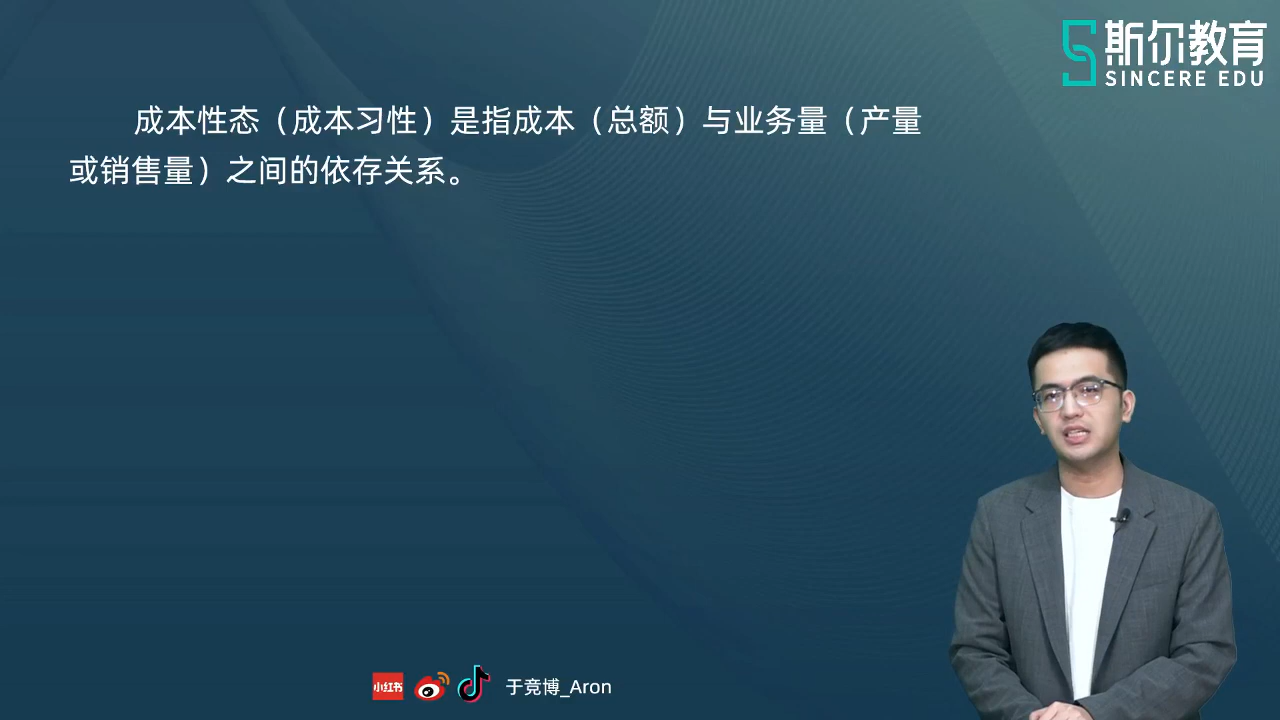 斯尔教育
SINCERE EDU
成本性态（成本习性）是指成本（总额）与业务量（产量
或销售量）之间的依存关系。
小红书
于竞博_Aron